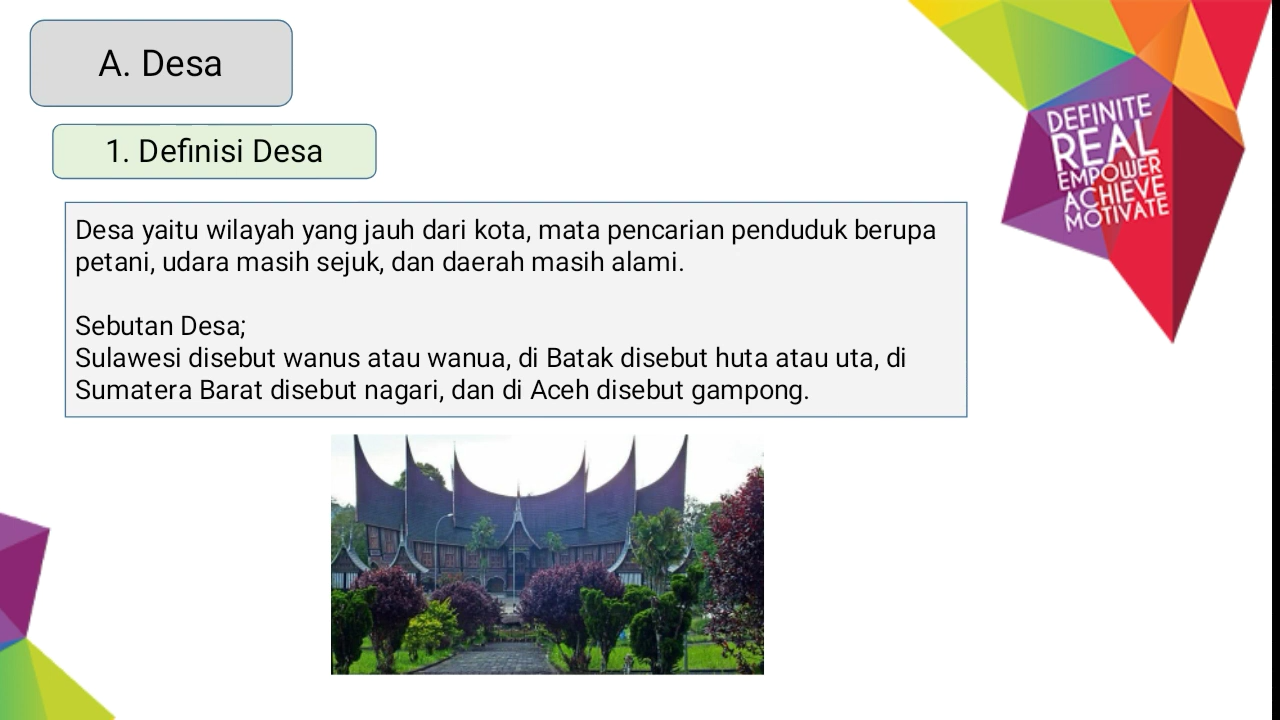 A. Desa
1. Definisi Desa
Desa yaitu wilayah yang jauh dari kota, mata pencarian penduduk berupa
petani, udara masih sejuk, dan daerah masih alami.
Sebutan Desa;
Sulawesi disebut wanus atau wanua, di Batak disebut huta atau uta, di
Sumatera Barat disebut nagari, dan di Aceh disebut gampong.
DEFINITE
REAL
EMPOWER
ACHIEVE
MOTIVATE